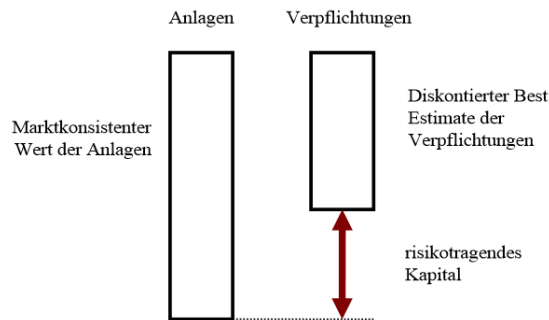 Anlagen
Verpflichtungen
Marktkonsistenter
Wert der Anlagen
Diskontierter Best
Estimate der
Verpflichtungen
risikotragendes
Kapital